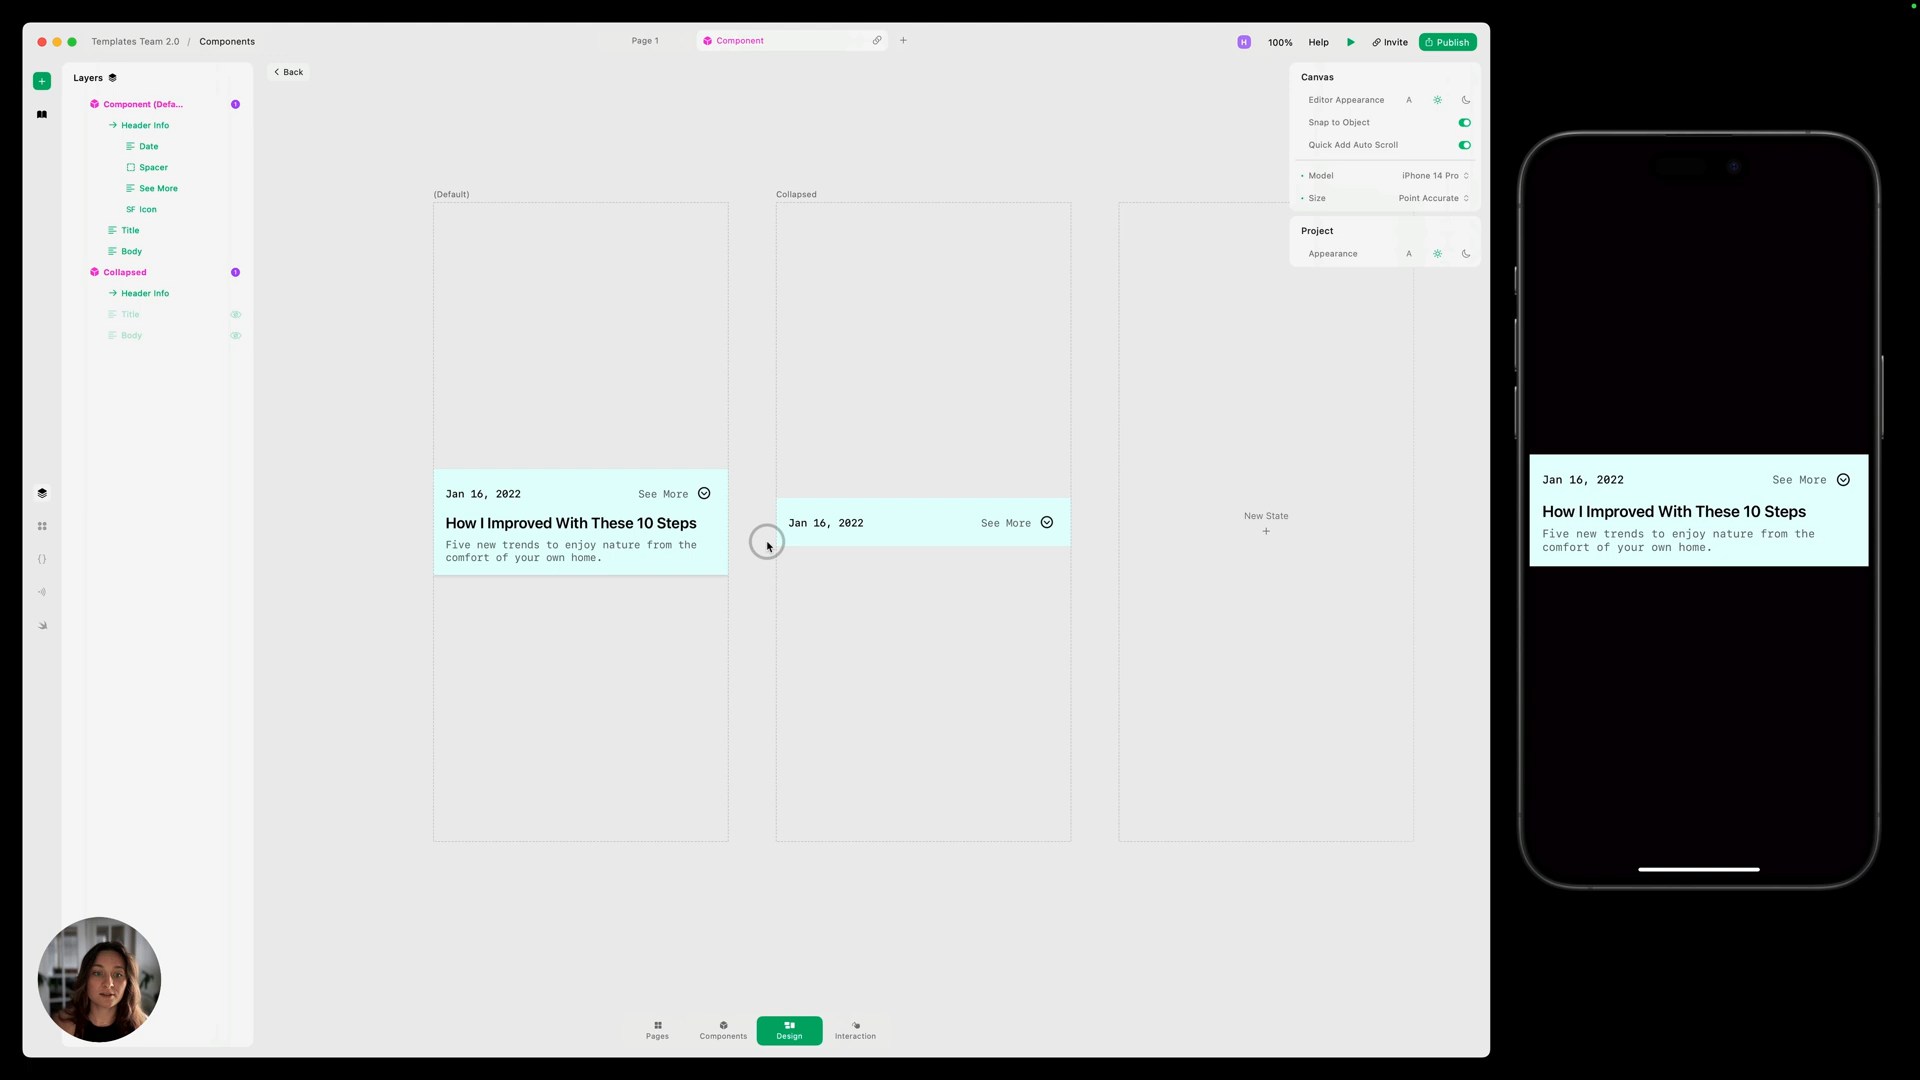 Templates Team 2.0 / Components
Page 1
Component
H
100%
Help
Invite
Publish
Layers
Component (Defa...
1
Header Info
Date
Spacer
See More
SF Icon
Title
Body
Collapsed
1
Header Info
Title
Body
Back
(Default)
Jan 16, 2022
See More
How I Improved With These 10 Steps
Five new trends to enjoy nature from the
comfort of your own home.
Collapsed
Jan 16, 2022
See More
New State
+
Canvas
Editor Appearance A
Snap to Object
Quick Add Auto Scroll
Model iPhone 14 Pro
Size Point Accurate
Project
Appearance A
Pages
Components
Design
Interaction
Jan 16, 2022
See More
How I Improved With These 10 Steps
Five new trends to enjoy nature from the
comfort of your own home.